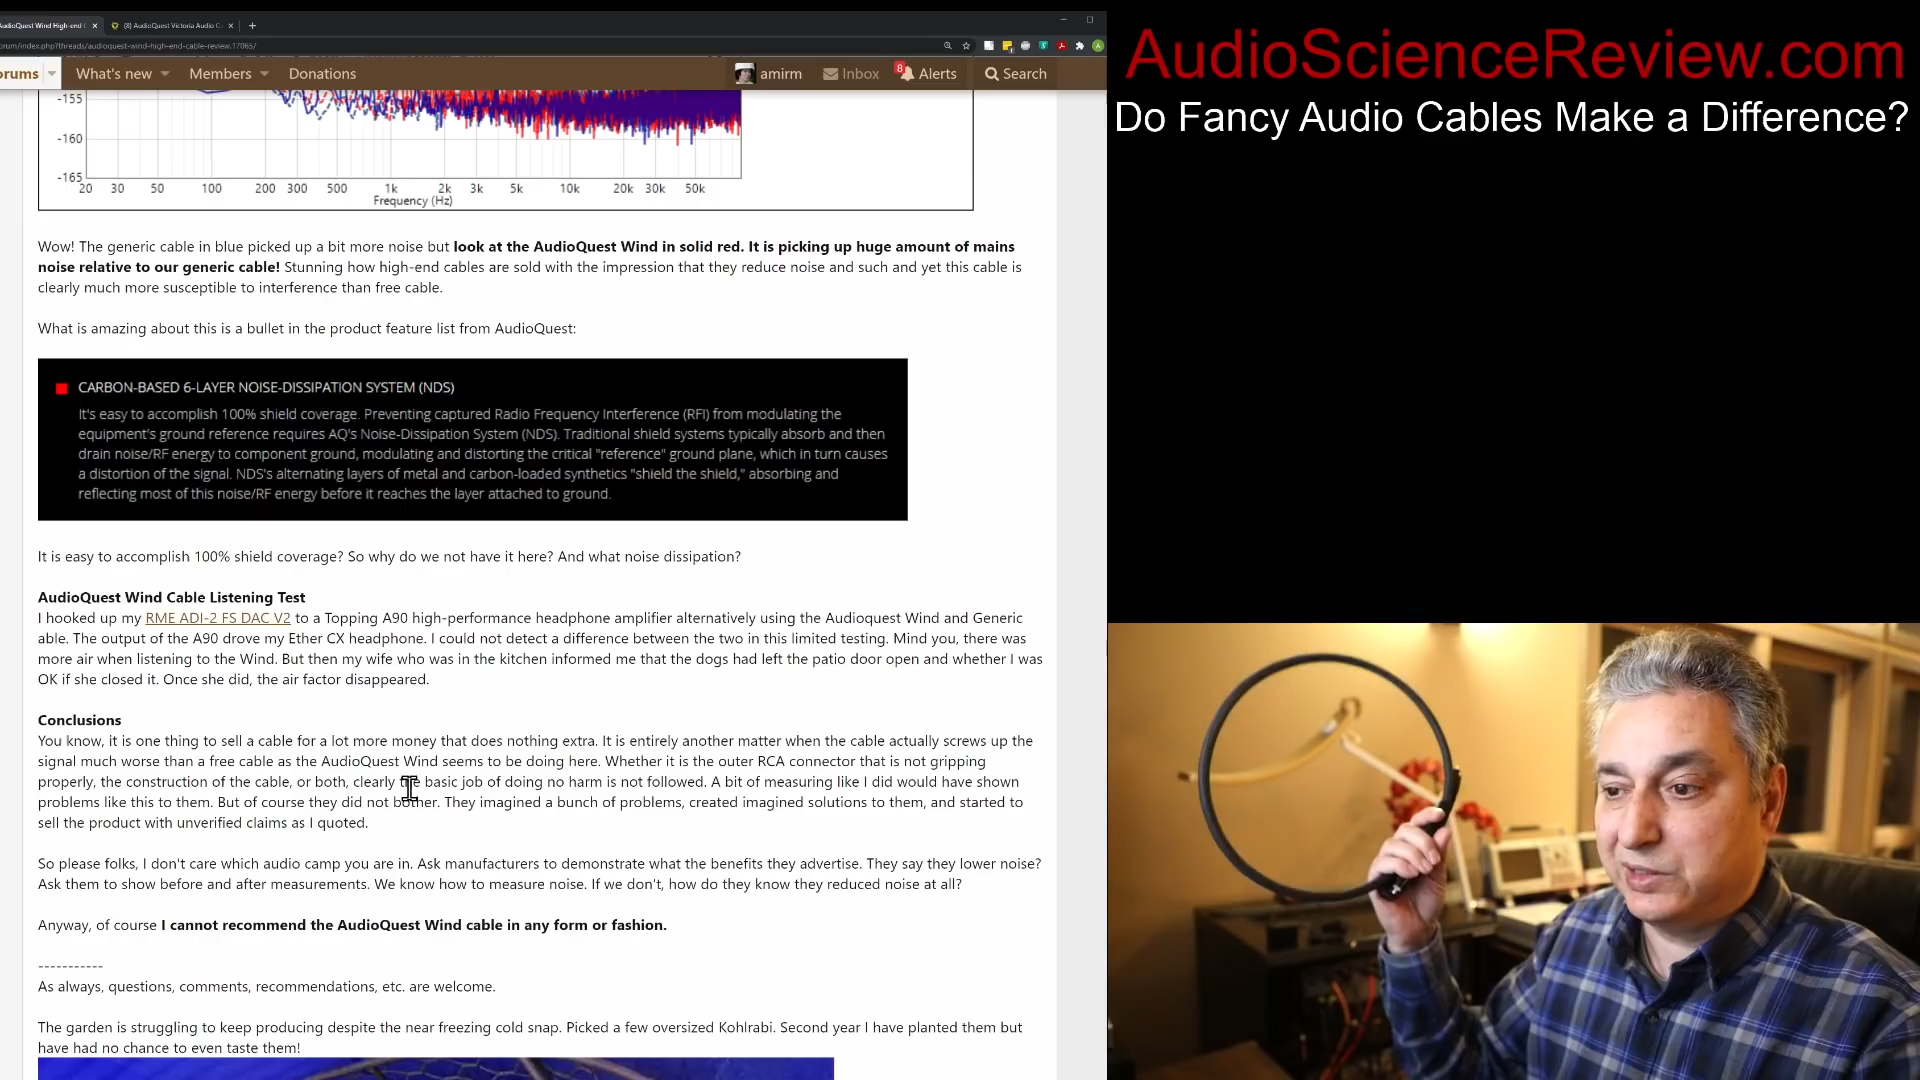 AudioQuest Wind High-end C
(8) AudioQuest Victoria Audio C
orum/index.php?threads/audioquest-wind-high-end-cable-review.17065/
orums What's new Members Donations amirm Inbox 8 Alerts Search
-155
-160
-165
20 30 50 100 200 300 500 1k 2k 3k 5k 10k 20k 30k 50k
Frequency (Hz)
Wow! The generic cable in blue picked up a bit more noise but look at the AudioQuest Wind in solid red. It is picking up huge amount of mains
noise relative to our generic cable! Stunning how high-end cables are sold with the impression that they reduce noise and such and yet this cable is
clearly much more susceptible to interference than free cable.
What is amazing about this is a bullet in the product feature list from AudioQuest:
CARBON-BASED 6-LAYER NOISE-DISSIPATION SYSTEM (NDS)
It's easy to accomplish 100% shield coverage. Preventing captured Radio Frequency Interference (RFI) from modulating the
equipment's ground reference requires AQ's Noise-Dissipation System (NDS). Traditional shield systems typically absorb and then
drain noise/RF energy to component ground, modulating and distorting the critical "reference" ground plane, which in turn causes
a distortion of the signal. NDS's alternating layers of metal and carbon-loaded synthetics "shield the shield," absorbing and
reflecting most of this noise/RF energy before it reaches the layer attached to ground.
It is easy to accomplish 100% shield coverage? So why do we not have it here? And what noise dissipation?
AudioQuest Wind Cable Listening Test
I hooked up my RME ADI-2 FS DAC V2 to a Topping A90 high-performance headphone amplifier alternatively using the Audioquest Wind and Generic
able. The output of the A90 drove my Ether CX headphone. I could not detect a difference between the two in this limited testing. Mind you, there was
more air when listening to the Wind. But then my wife who was in the kitchen informed me that the dogs had left the patio door open and whether I was
OK if she closed it. Once she did, the air factor disappeared.
Conclusions
You know, it is one thing to sell a cable for a lot more money that does nothing extra. It is entirely another matter when the cable actually screws up the
signal much worse than a free cable as the AudioQuest Wind seems to be doing here. Whether it is the outer RCA connector that is not gripping
properly, the construction of the cable, or both, clearly the basic job of doing no harm is not followed. A bit of measuring like I did would have shown
problems like this to them. But of course they did not bother. They imagined a bunch of problems, created imagined solutions to them, and started to
sell the product with unverified claims as I quoted.
So please folks, I don't care which audio camp you are in. Ask manufacturers to demonstrate what the benefits they advertise. They say they lower noise?
Ask them to show before and after measurements. We know how to measure noise. If we don't, how do they know they reduced noise at all?
Anyway, of course I cannot recommend the AudioQuest Wind cable in any form or fashion.
-----------
As always, questions, comments, recommendations, etc. are welcome.
The garden is struggling to keep producing despite the near freezing cold snap. Picked a few oversized Kohlrabi. Second year I have planted them but
have had no chance to even taste them!
AudioScienceReview.com
Do Fancy Audio Cables Make a Difference?